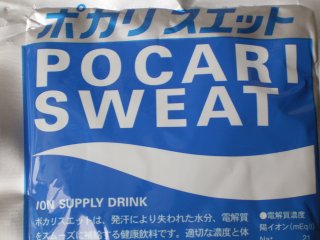 ポカリスエット
POCARI
SWEAT
ION SUPPLY DRINK
ポカリスエットは、発汗により失われた水分、電解質
をスムーズに補給する健康飲料です。適切な濃度と体
●電解質濃度
陽イオン(mEq/l)
Na+ 21